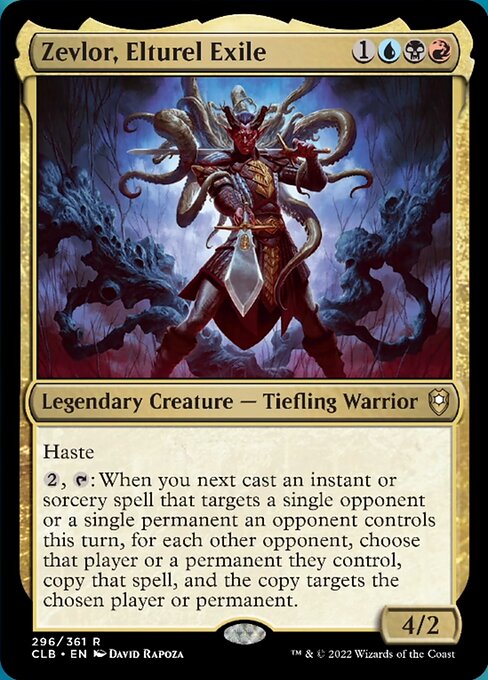 Zevlor, Elturel Exile 1
Legendary Creature — Tiefling Warrior
Haste
2, : When you next cast an instant or
sorcery spell that targets a single opponent
or a single permanent an opponent controls
this turn, for each other opponent, choose
that player or a permanent they control,
copy that spell, and the copy targets the
chosen player or permanent.
4/2
296/361 R
CLB • EN David Rapoza
™ & © 2022 Wizards of the Coast